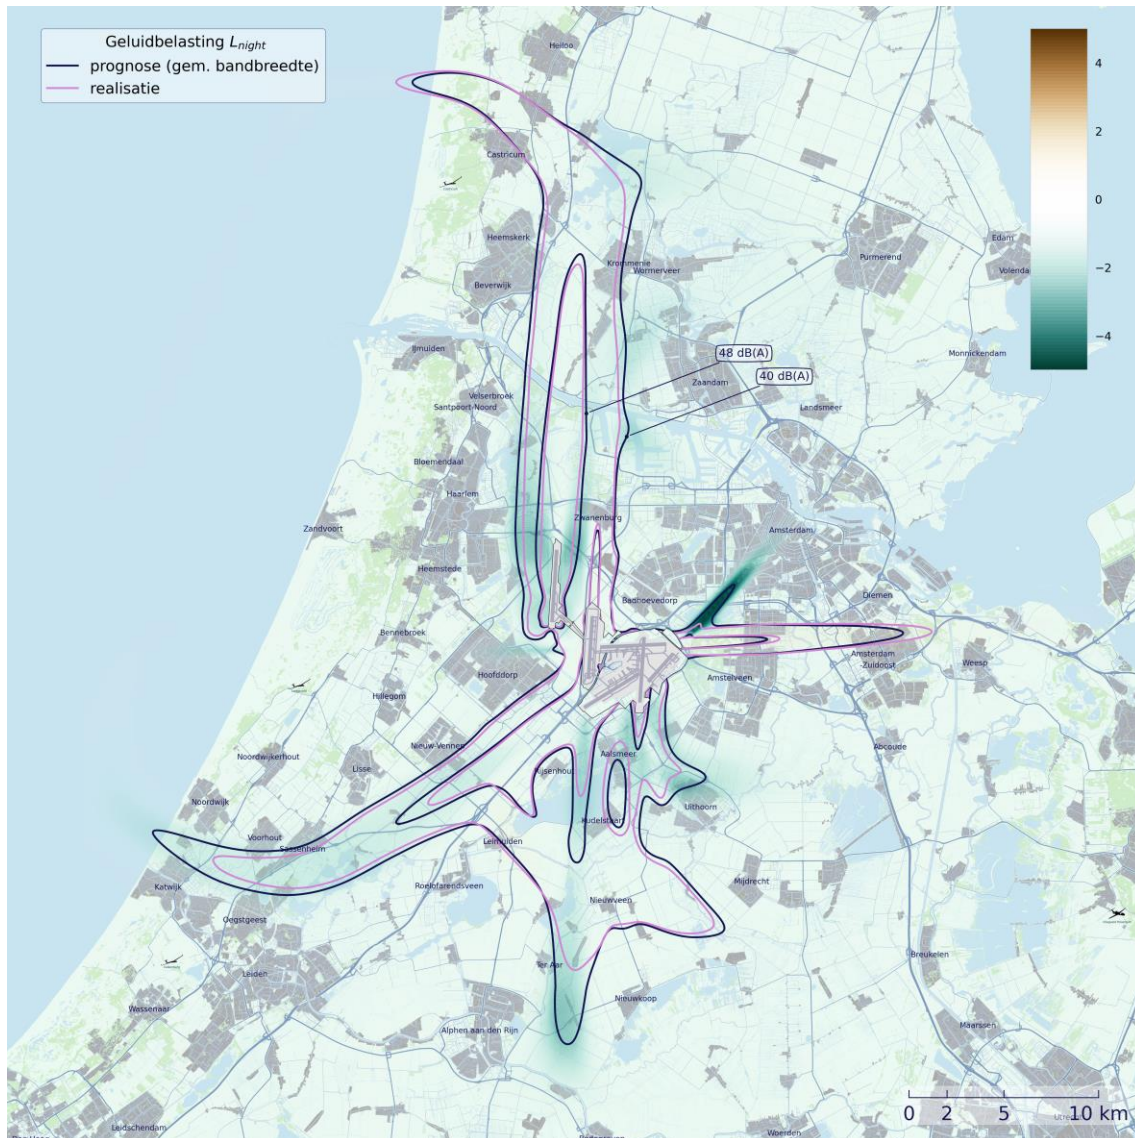 Geluidbelasting Lnight
prognose (gem. bandbreedte)
realisatie
Heiloo
4
2
0
−2
−4
Castricum
Heemskerk
Edam
Krommenie
Wormerveer
Purmerend
Volenda
Beverwijk
IJmuiden
48 dB(A)
Monnickendam
40 dB(A)
Zaandam
Velserbroek
Santpoort-Noord
Landsmeer
Bloemendaal
Haarlem
Zwanenburg
Zandvoort
Amsterdam
Heemstede
Badhoevedorp
Diemen
Bennebroek
Amsterdam
-Zuidoost
Weesp
Hoofddorp
Amstelveen
Hillegom
Nieuw-Vennep
Abcoude
Noordwijkerhout
Aalsmeer
Lisse
Rijsenhout
Noordwijk
Uithoorn
Kudelstaart
Voorhout
Sassenheim
Leimuiden
Katwijk
Roelofarendsveen
Mijdrecht
Nieuwveen
Oegstgeest
Ter Aar
Breukelen
Leiden
Nieuwkoop
Wassenaar
Alphen aan den Rijn
Maarssen
0 2 5 10 km
Leidschendam
Woerden